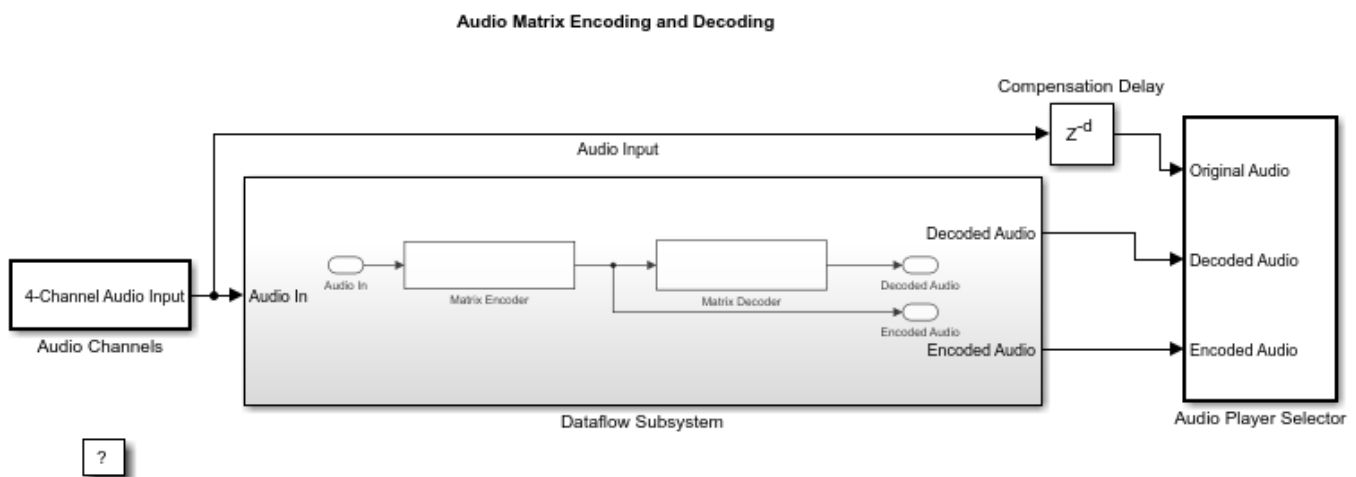 Audio Matrix Encoding and Decoding
Compensation Delay
z-d
Audio Input
Original Audio
Decoded Audio
Decoded Audio
4-Channel Audio Input
Audio In
Audio In
Matrix Encoder
Matrix Decoder
Decoded Audio
Encoded Audio
Encoded Audio
Encoded Audio
Audio Channels
Dataflow Subsystem
Audio Player Selector
?